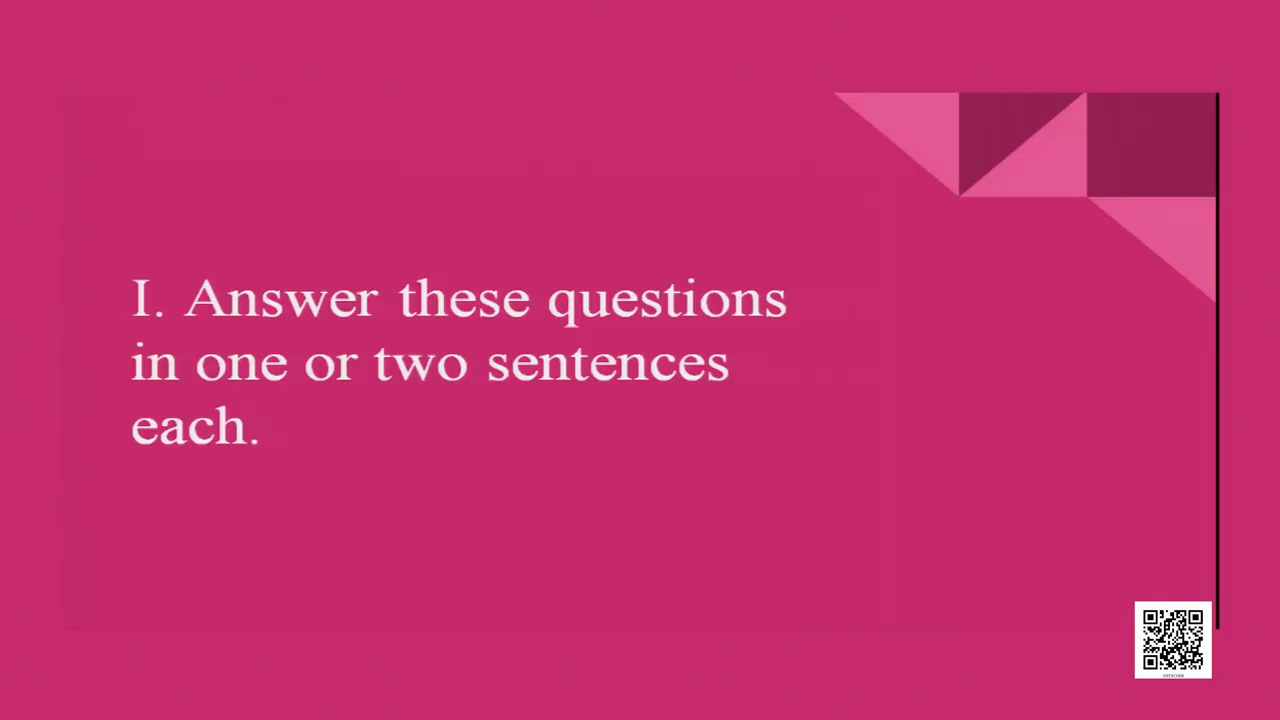 I. Answer these questions
in one or two sentences
each.